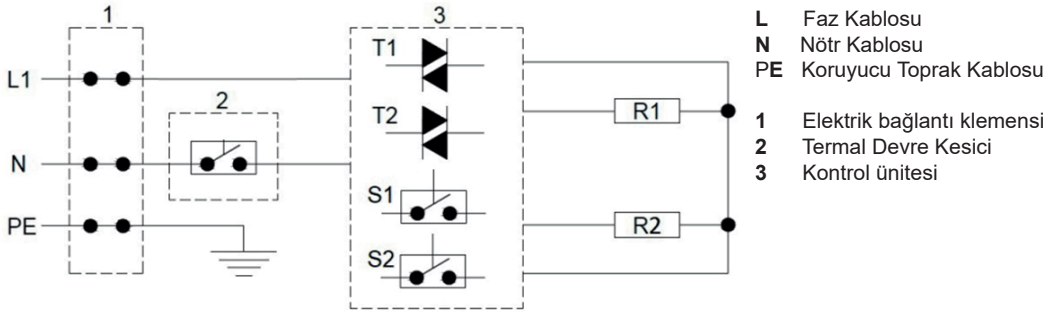 1
3
T1
L1
2
T2
R1
N
S1
PE
R2
S2
L Faz Kablosu
N Nötr Kablosu
PE Koruyucu Toprak Kablosu
1 Elektrik bağlantı klemensi
2 Termal Devre Kesici
3 Kontrol ünitesi